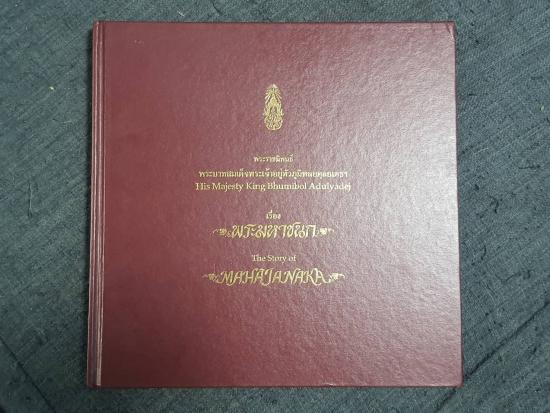 พระราชนิพนธ์
พระบาทสมเด็จพระเจ้าอยู่หัวภูมิพลอดุลยเดชฯ
His Majesty King Bhumibol Adulyadej
เรื่อง
พระมหาชนก
The Story of
MAHAJANAKA